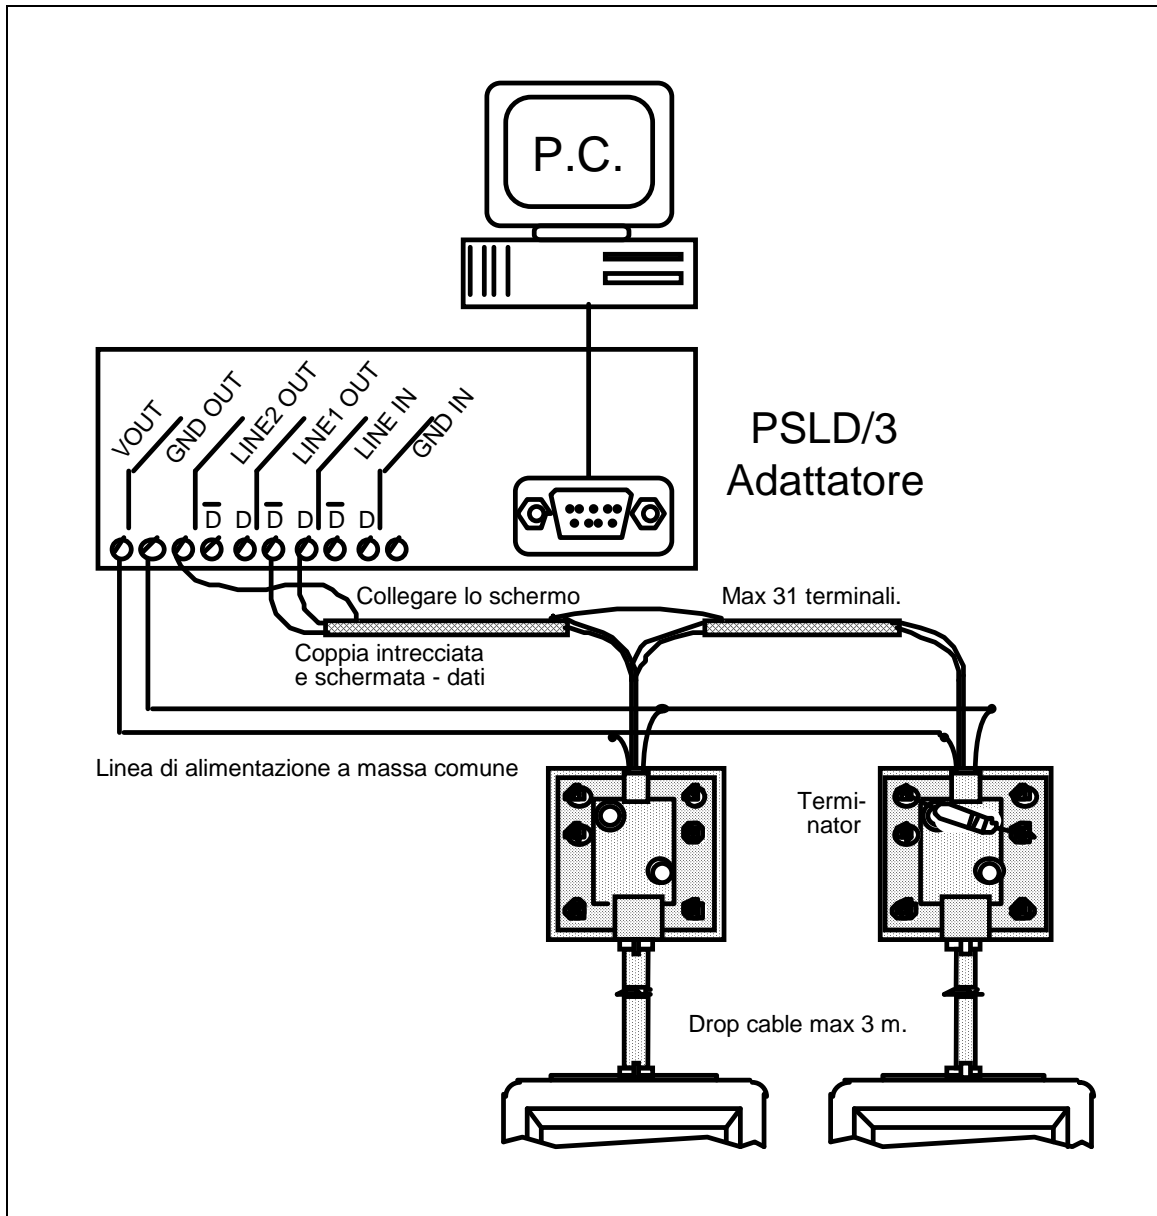 P.C.
VOUT
GND OUT
LINE2 OUT
LINE1 OUT
LINE IN
GND IN
PSLD/3
Adattatore
D̅ D D̅ D D̅ D
Collegare lo schermo
Max 31 terminali.
Coppia intrecciata
e schermata - dati
Linea di alimentazione a massa comune
Termi-
nator
Drop cable max 3 m.